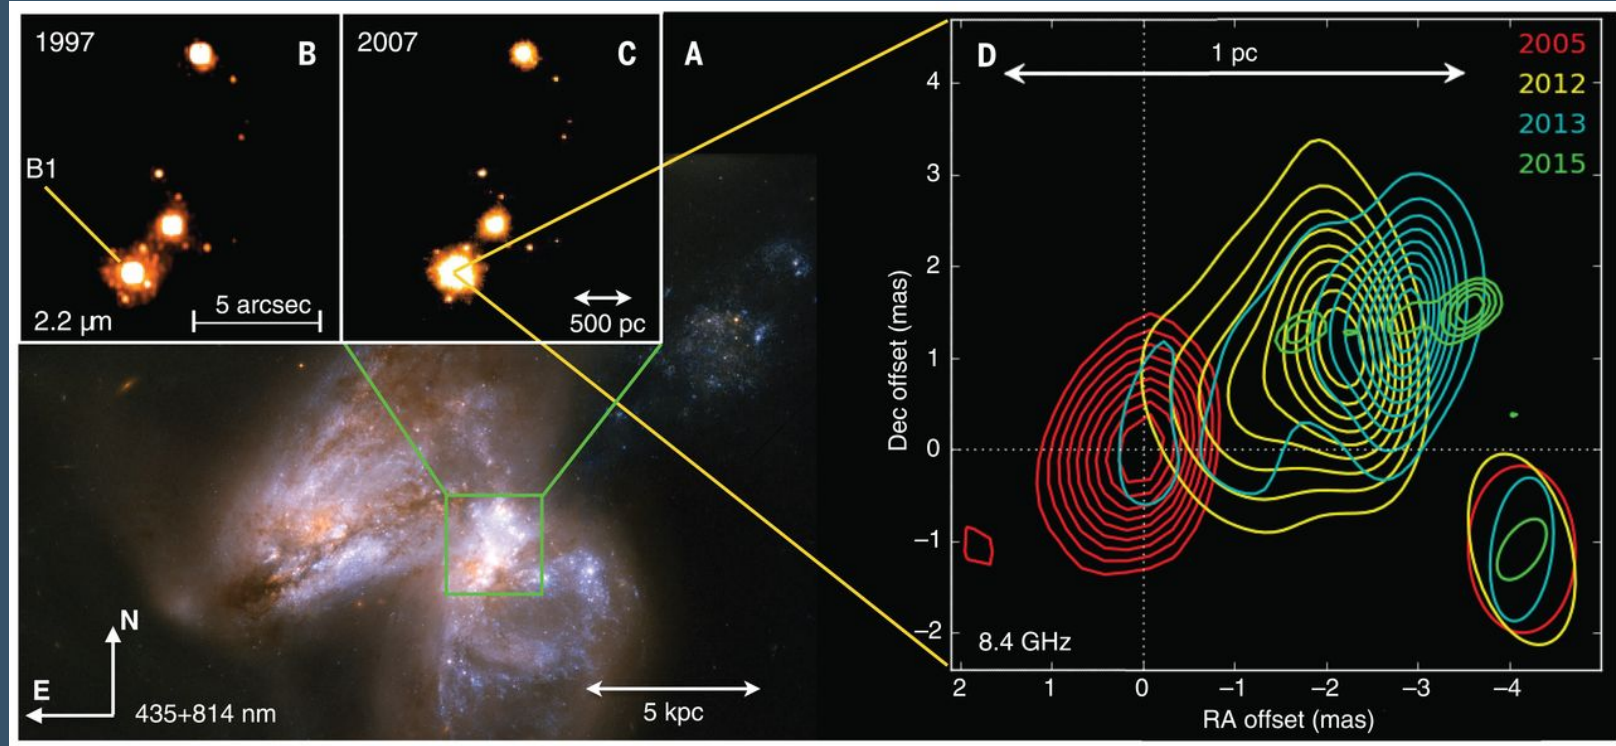 1997
B
B1
2.2 µm
5 arcsec
2007
C
500 pc
A
N
E
435+814 nm
5 kpc
D
1 pc
2005
2012
2013
2015
Dec offset (mas)
4
3
2
1
0
−1
−2
8.4 GHz
2 1 0 −1 −2 −3 −4
RA offset (mas)